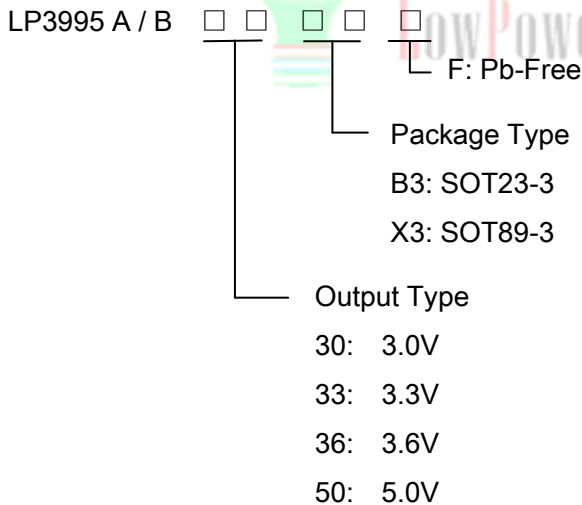 LP3995 A / B □ □ □ □ □
LowPowe
F: Pb-Free
Package Type
B3: SOT23-3
X3: SOT89-3
Output Type
30: 3.0V
33: 3.3V
36: 3.6V
50: 5.0V